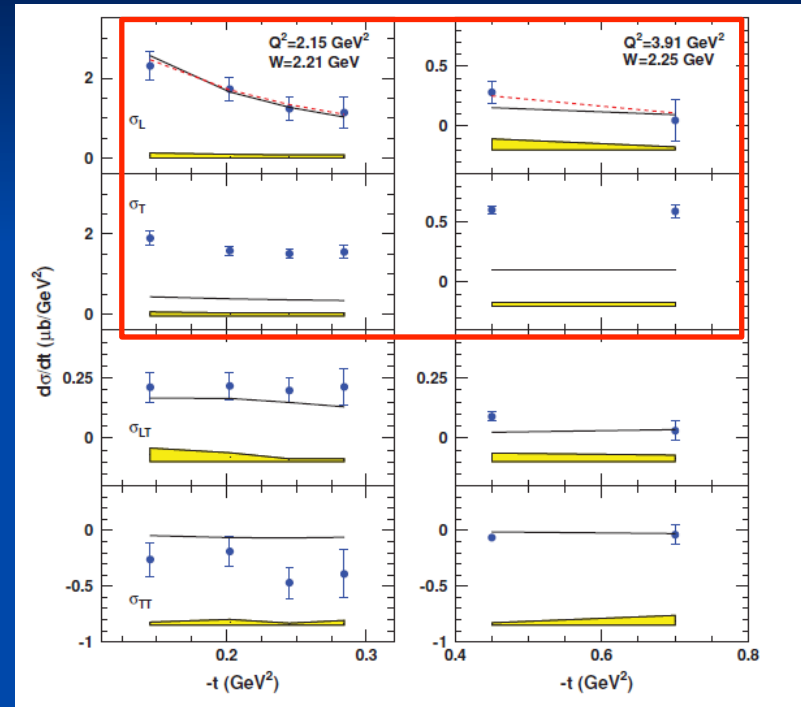 Q²=2.15 GeV²
W=2.21 GeV
Q²=3.91 GeV²
W=2.25 GeV
2
0
σL
0.5
0
σT
2
0
0.5
0
dσ/dt (μb/GeV²)
0.25
0
σLT
0.25
0
0
-0.5
-1
σTT
0
-0.5
-1
0.2
0.3
0.4
0.6
0.8
-t (GeV²)
-t (GeV²)